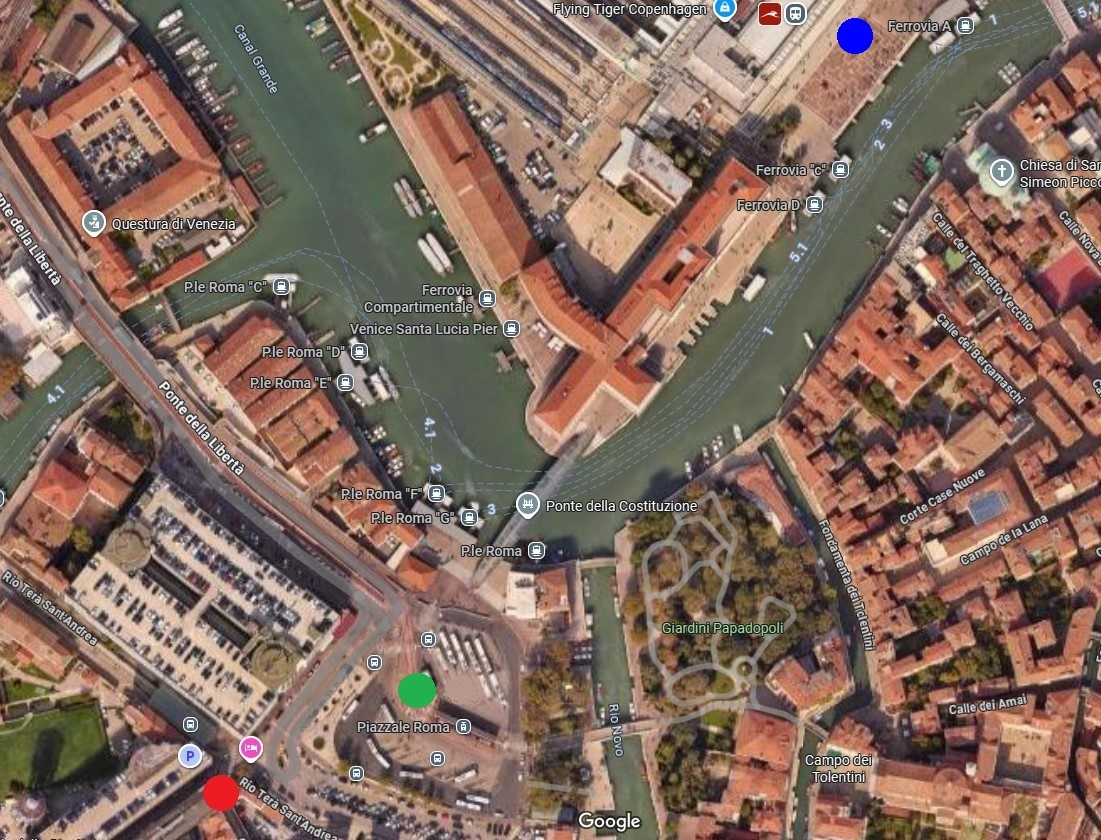 Flying Tiger Copenhagen
Ferrovia A
1
5.1
Canal Grande
2 3
Ferrovia "c"
Chiesa di San
Simeon Picco
Ferrovia D
Questura di Venezia
nte della Libertà
Calle del Traghetto Vecchio
Calle Nova
5.1
P.le Roma "C"
Ferrovia
Compartimentale
Venice Santa Lucia Pier
1
Calle dei Bergamaschi
P.le Roma "D"
P.le Roma "E"
4.1
Ponte della Libertà
4.1
2
P.le Roma "F"
3
P.le Roma "G"
Ponte della Costituzione
Corte Case Nuove
Campo de la Lana
P.le Roma
Fondamenta dei Tolentini
Rio Terà Sant'Andrea
Giardini Papadopoli
Calle dei Amai
Piazzale Roma
Rio Novo
P
Campo dei
Tolentini
Rio Terà Sant'Andrea
Google